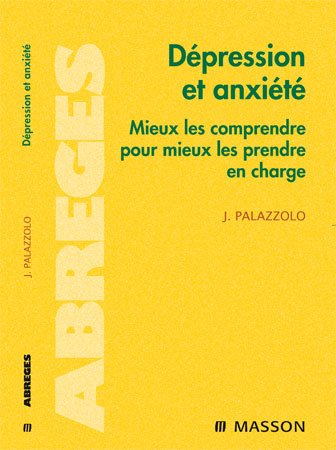 Dépression et anxiété
J. PALAZZOLO
ABREGES
m
ABREGES
Dépression
et anxiété
Mieux les comprendre
pour mieux les prendre
en charge
J. PALAZZOLO
m MASSON